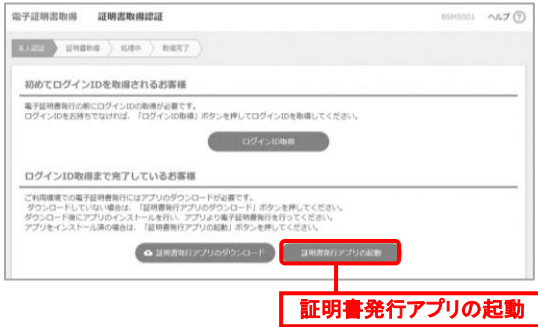 電子証明書取得 証明書取得認証 BSMS001 ヘルプ ?
本人認証 証明書取得 処理中 取得完了
初めてログインIDを取得されるお客様
電子証明書発行の前にログインIDの取得が必要です。
ログインIDをお持ちでなければ、「ログインID取得」ボタンを押してログインIDを取得してください。
ログインID取得
ログインID取得まで完了しているお客様
ご利用環境での電子証明書発行にはアプリのダウンロードが必要です。
ダウンロードしていない場合は、「証明書発行アプリのダウンロード」ボタンを押してください。
ダウンロード後にアプリのインストールを行い、アプリより電子証明書発行を行ってください。
アプリをインストール済の場合は、「証明書発行アプリの起動」ボタンを押してください。
証明書発行アプリのダウンロード 証明書発行アプリの起動
証明書発行アプリの起動